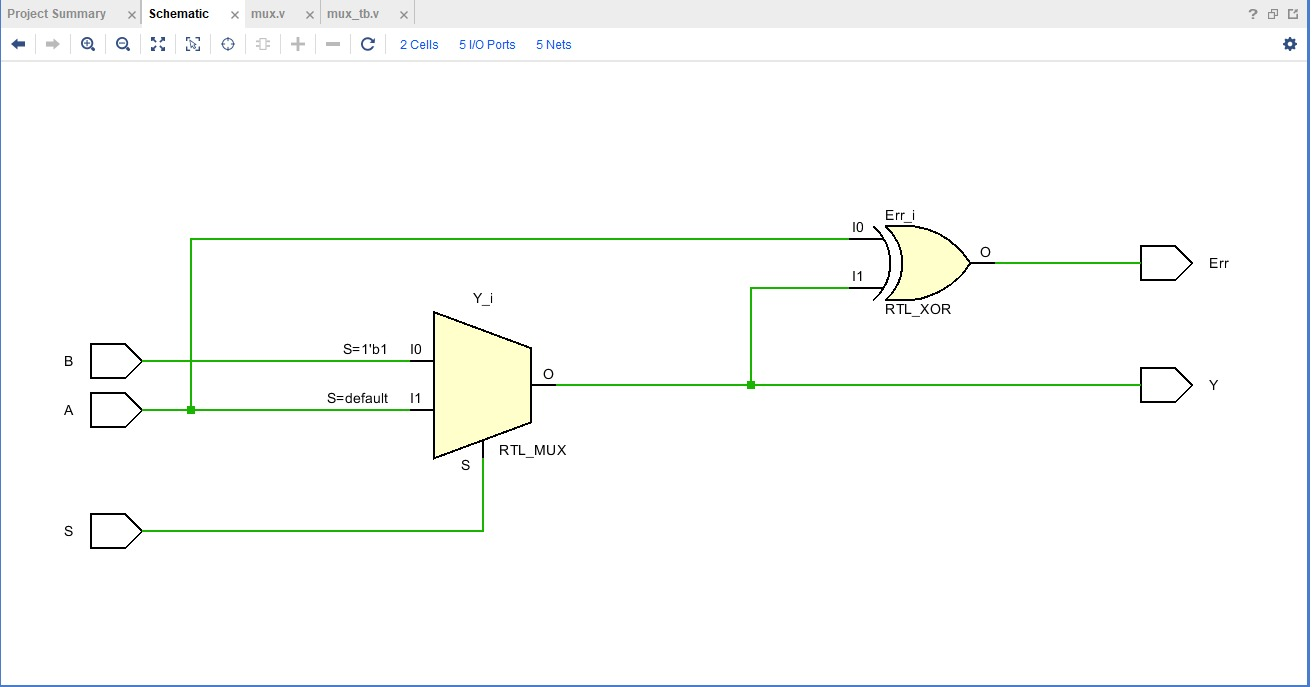 Project Summary × Schematic × mux.v × mux_tb.v × ?
2 Cells 5 I/O Ports 5 Nets
Err_i
I0
O
Err
I1
RTL_XOR
Y_i
B
S=1'b1 I0
O
Y
A
S=default I1
RTL_MUX
S
S